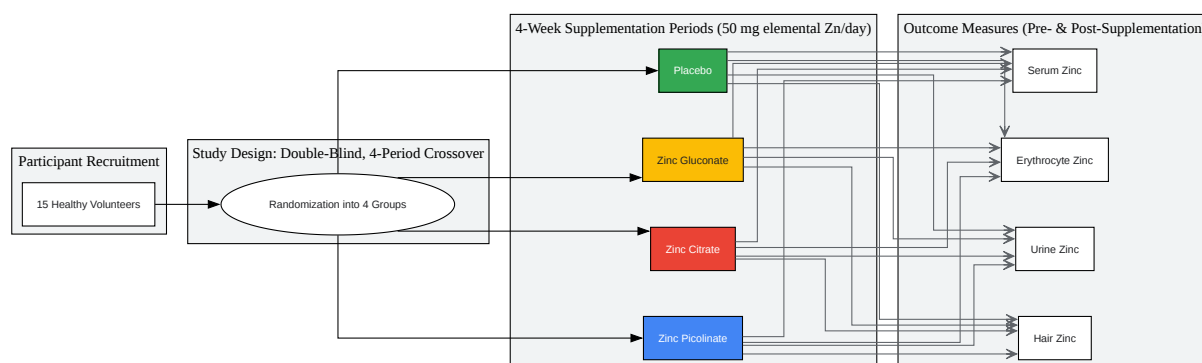 4-Week Supplementation Periods (50 mg elemental Zn/day)
Outcome Measures (Pre- & Post-Supplementation
Placebo
Serum Zinc
Participant Recruitment
Study Design: Double-Blind, 4-Period Crossover
Zinc Gluconate
Erythrocyte Zinc
15 Healthy Volunteers
Randomization into 4 Groups
Zinc Citrate
Urine Zinc
Zinc Picolinate
Hair Zinc